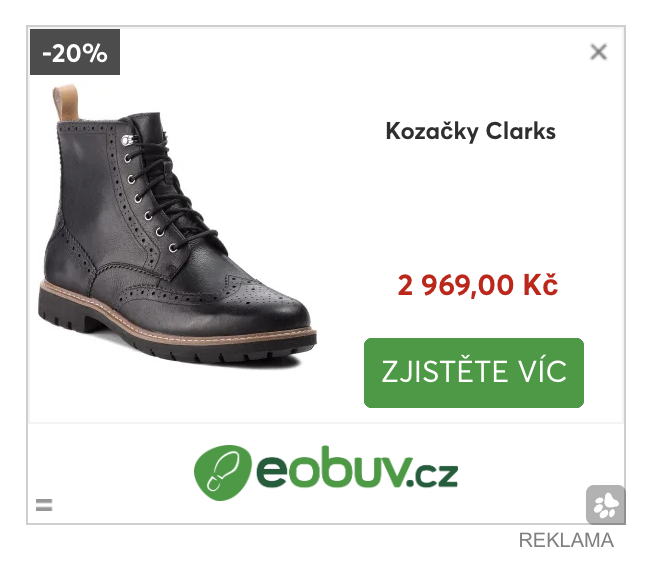 -20%
Kozačky Clarks
2 969,00 Kč
ZJISTĚTE VÍC
eobuv.cz
REKLAMA